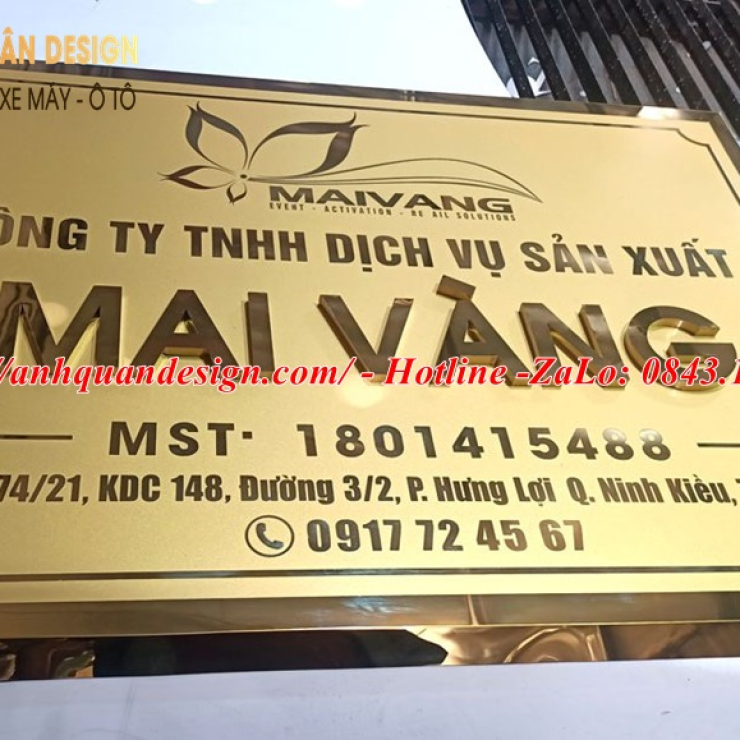 ÂN DESIGN
XE MÁY - Ô TÔ
MAIVANG
EVENT - ACTIVATION - RE AIL SOLUTIONS
ÔNG TY TNHH DỊCH VỤ SẢN XUẤT
MAI VÀNG
/anhquandesign.com/ - Hotline -ZaLo: 0843.1
MST: 1801415488
74/21, KDC 148, Đường 3/2, P. Hưng Lợi Q. Ninh Kiều,
0917 72 45 67